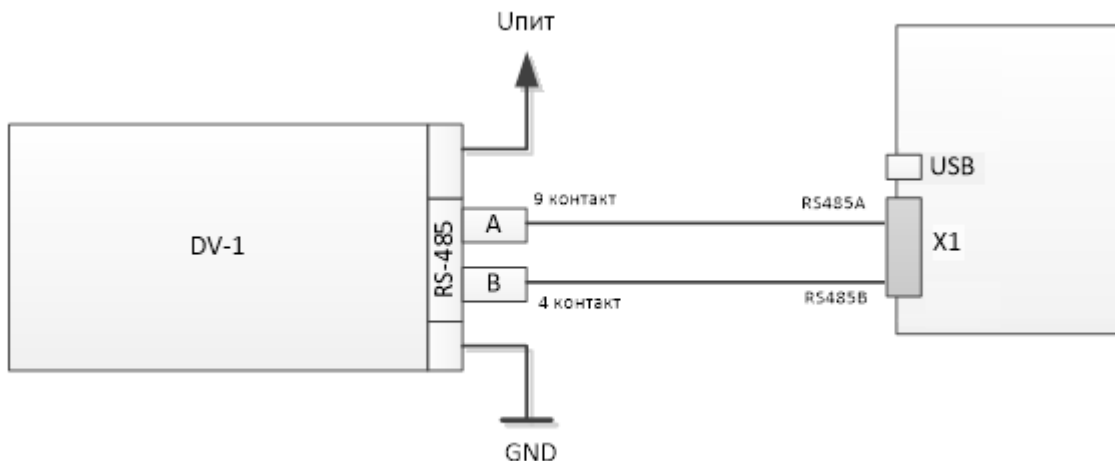 Uпит
9 контакт
RS485A
USB
DV-1
RS-485
A
B
X1
4 контакт
RS485B
GND